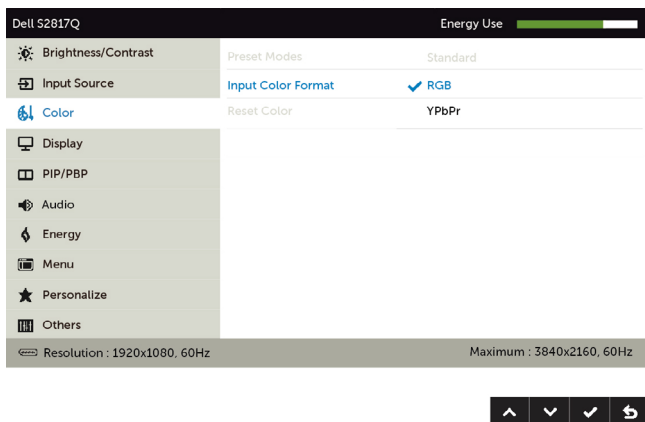 Dell S2817Q Energy Use
Brightness/Contrast Preset Modes Standard
Input Source Input Color Format RGB
Color Reset Color YPbPr
Display
PIP/PBP
Audio
Energy
Menu
Personalize
Others
Resolution : 1920x1080, 60Hz Maximum : 3840x2160, 60Hz